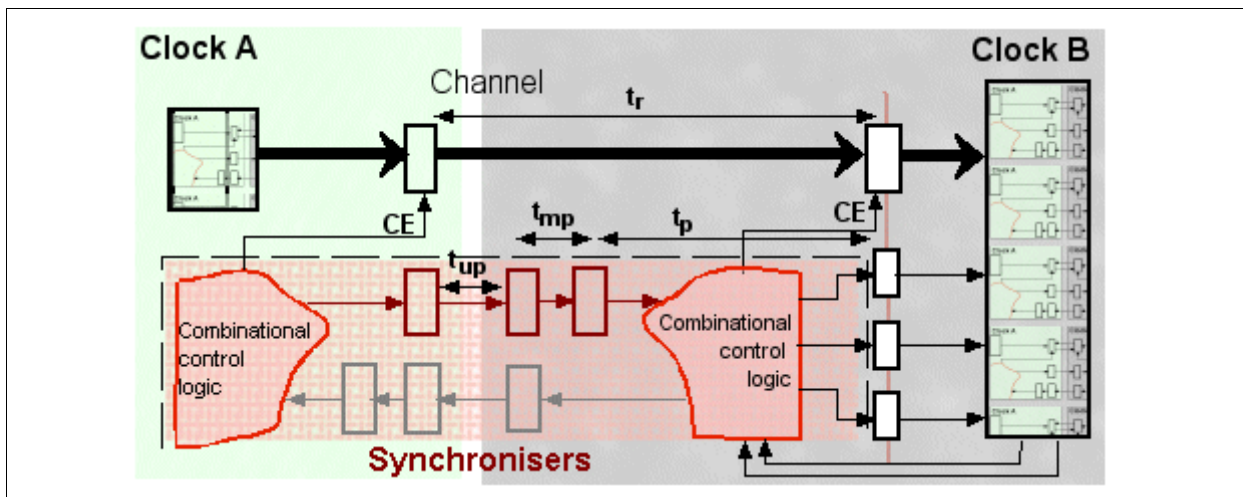 Clock A
Clock B
Channel
tr
CE
tmp
tp
CE
tup
Combinational
control
logic
Combinational
control
logic
Synchronisers